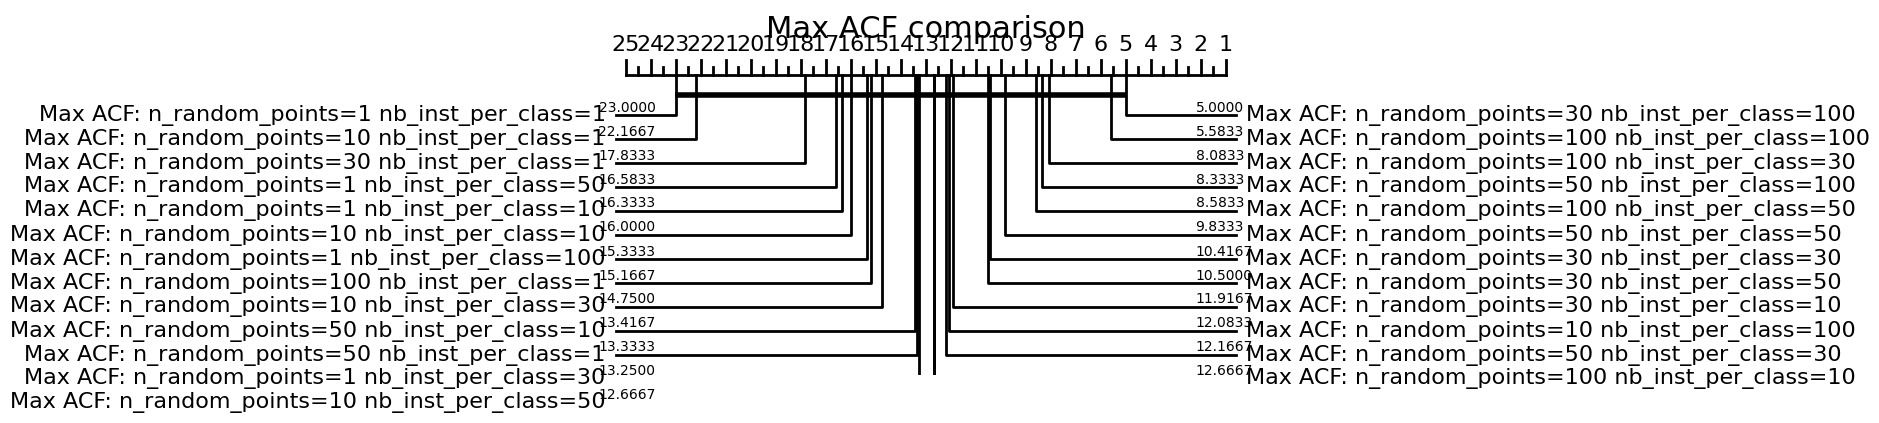 Max ACF comparison
25 24 23 22 21 20 19 18 17 16 15 14 13 12 11 10 9 8 7 6 5 4 3 2 1
Max ACF: n_random_points=1 nb_inst_per_class=1 23.0000 5.0000 Max ACF: n_random_points=30 nb_inst_per_class=100
Max ACF: n_random_points=10 nb_inst_per_class=1 22.1667 5.5833 Max ACF: n_random_points=100 nb_inst_per_class=100
Max ACF: n_random_points=30 nb_inst_per_class=1 17.8333 8.0833 Max ACF: n_random_points=100 nb_inst_per_class=30
Max ACF: n_random_points=1 nb_inst_per_class=50 16.5833 8.3333 Max ACF: n_random_points=50 nb_inst_per_class=100
Max ACF: n_random_points=1 nb_inst_per_class=10 16.3333 8.5833 Max ACF: n_random_points=100 nb_inst_per_class=50
Max ACF: n_random_points=10 nb_inst_per_class=10 16.0000 9.8333 Max ACF: n_random_points=50 nb_inst_per_class=50
Max ACF: n_random_points=1 nb_inst_per_class=100 15.3333 10.4167 Max ACF: n_random_points=30 nb_inst_per_class=30
Max ACF: n_random_points=100 nb_inst_per_class=1 15.1667 10.5000 Max ACF: n_random_points=30 nb_inst_per_class=50
Max ACF: n_random_points=10 nb_inst_per_class=30 14.7500 11.9167 Max ACF: n_random_points=30 nb_inst_per_class=10
Max ACF: n_random_points=50 nb_inst_per_class=10 13.4167 12.0833 Max ACF: n_random_points=10 nb_inst_per_class=100
Max ACF: n_random_points=50 nb_inst_per_class=1 13.3333 12.1667 Max ACF: n_random_points=50 nb_inst_per_class=30
Max ACF: n_random_points=1 nb_inst_per_class=30 13.2500 12.6667 Max ACF: n_random_points=100 nb_inst_per_class=10
Max ACF: n_random_points=10 nb_inst_per_class=50 12.6667